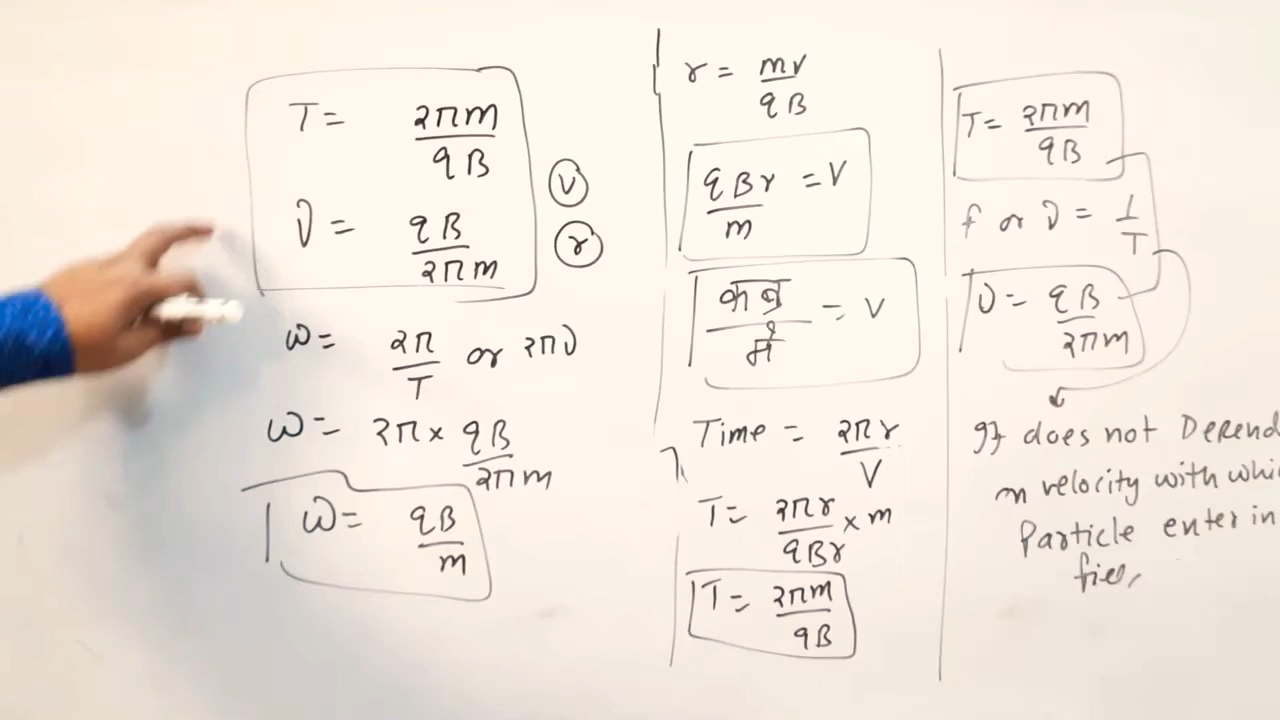 T = 2πm / qB
ν = qB / 2πm
v
r
ω = 2π / T or 2πν
ω = 2π × qB / 2πm
ω = qB / m
r = mv / qB
qBr / m = V
= V
Time = 2πr / V
T = 2πr / qBr × m
T = 2πm / qB
T = 2πm / qB
f or ν = 1 / T
ν = qB / 2πm
It does not Depend
on velocity with whi
Particle enter in